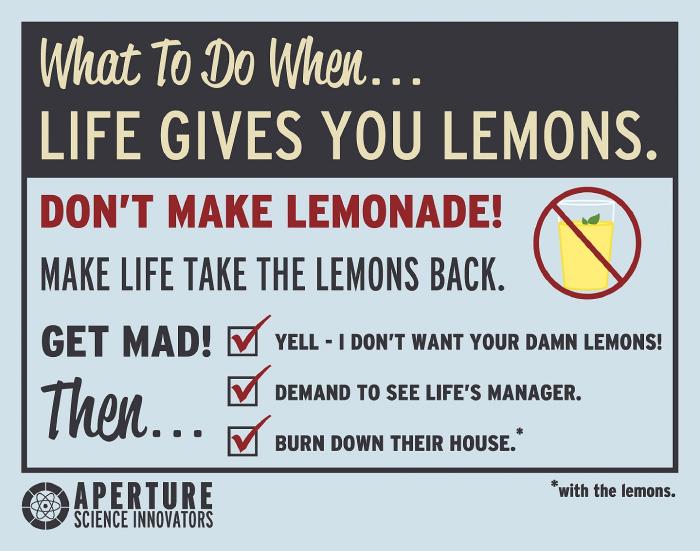 What To Do When...
LIFE GIVES YOU LEMONS.
DON'T MAKE LEMONADE!
MAKE LIFE TAKE THE LEMONS BACK.
GET MAD!
YELL - I DON'T WANT YOUR DAMN LEMONS!
Then...
DEMAND TO SEE LIFE'S MANAGER.
BURN DOWN THEIR HOUSE.*
*with the lemons.
APERTURE
SCIENCE INNOVATORS